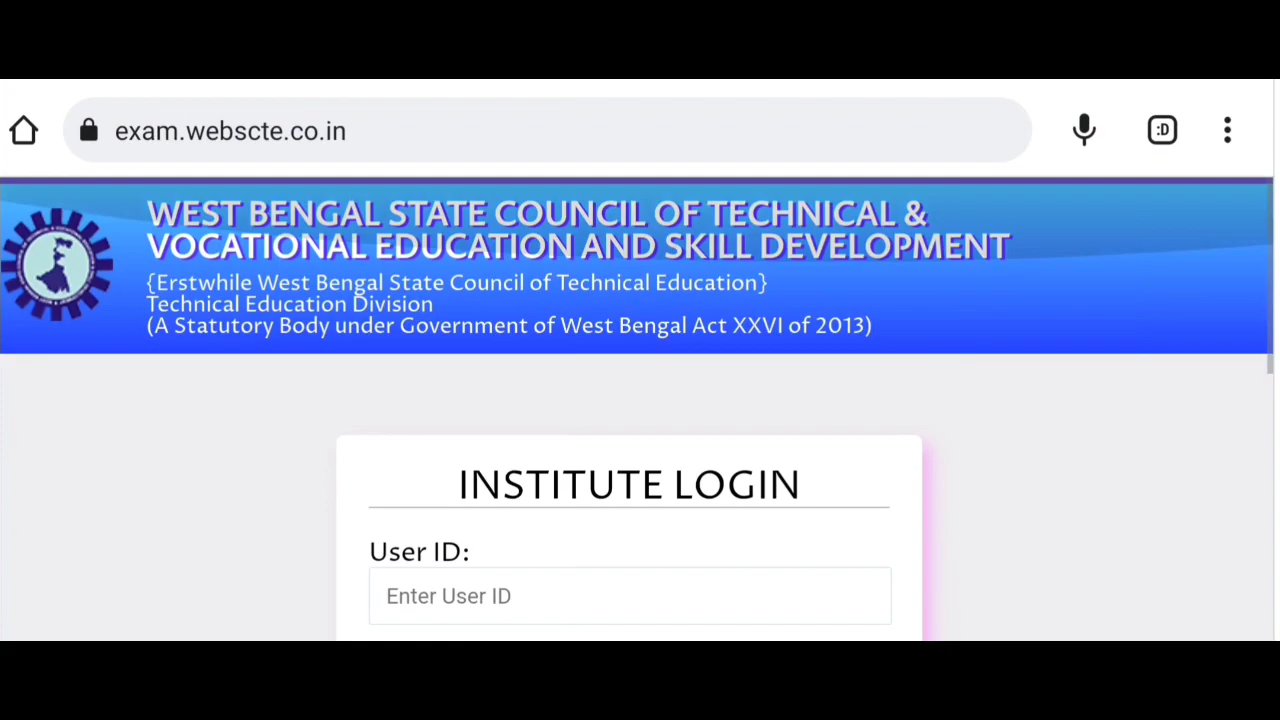 exam.webscte.co.in
:D
WEST BENGAL STATE COUNCIL OF TECHNICAL &
VOCATIONAL EDUCATION AND SKILL DEVELOPMENT
{Erstwhile West Bengal State Council of Technical Education}
Technical Education Division
(A Statutory Body under Government of West Bengal Act XXVI of 2013)
INSTITUTE LOGIN
User ID:
Enter User ID